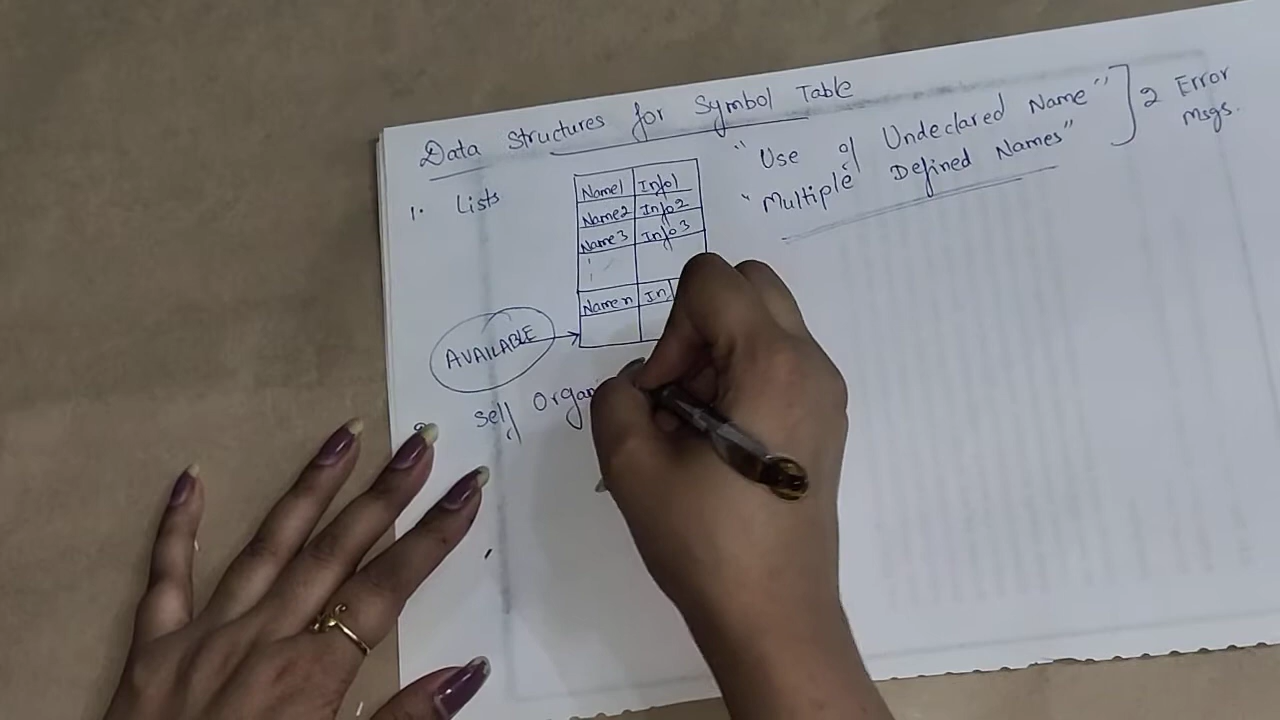 Data Structures for Symbol Table
1. Lists
Name1 Info1
Name2 Info2
Name3 Info3
Namen
AVAILABLE
"Use of Undeclared Name"
"Multiple Defined Names"
2 Error
Msgs.
Self